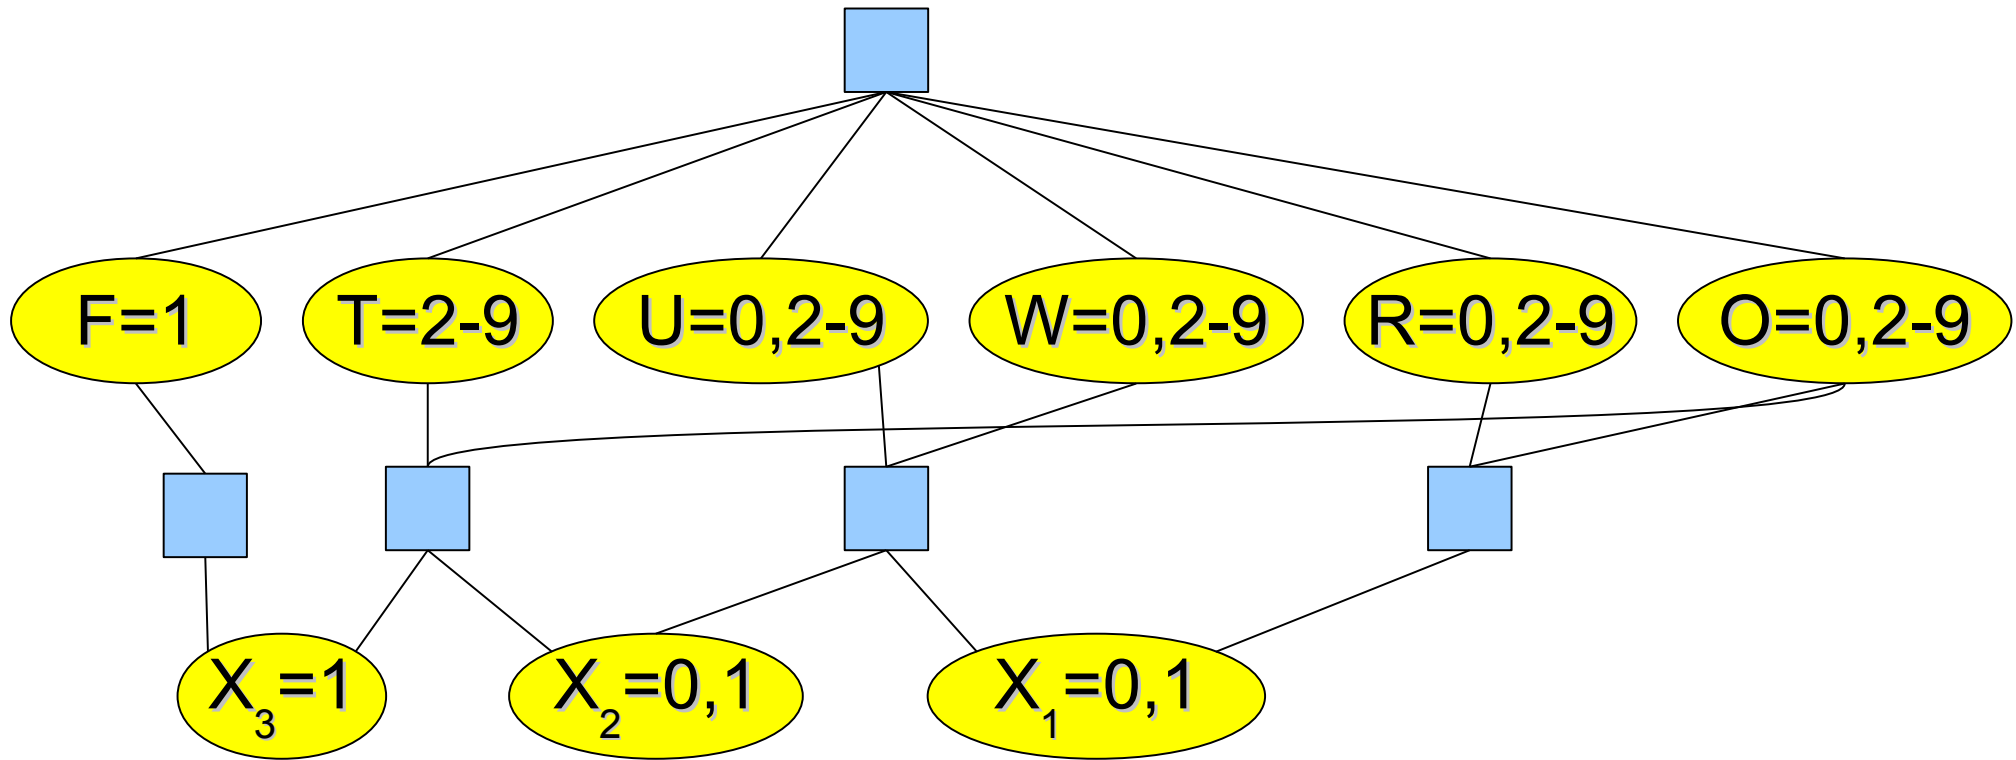 F=1 T=2-9 U=0,2-9 W=0,2-9 R=0,2-9 O=0,2-9
X₃=1 X₂=0,1 X₁=0,1